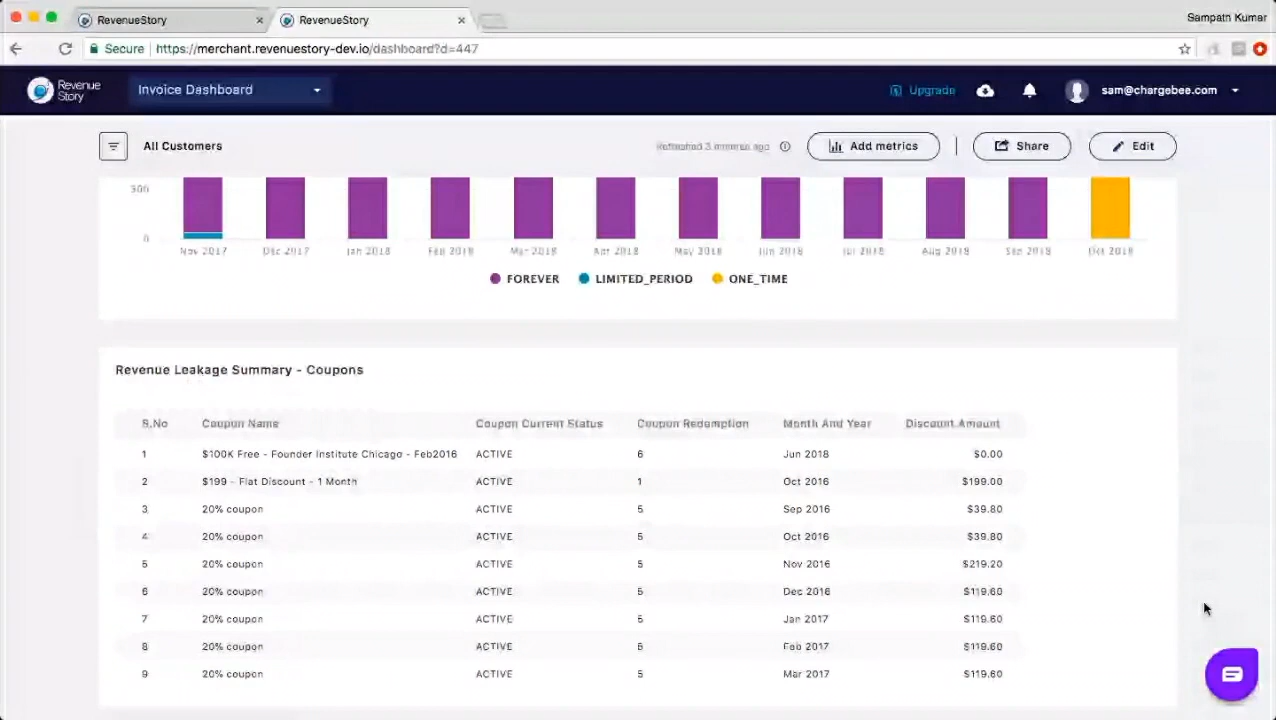 RevenueStory
RevenueStory
Sampath Kumar
Secure https://merchant.revenuestory-dev.io/dashboard?d=447
Revenue Story
Invoice Dashboard
Upgrade
sam@chargebee.com
All Customers
Refreshed 3 minutes ago
Add metrics
Share
Edit
300
0
Nov 2017 Dec 2017 Jan 2018 Feb 2018 Mar 2018 Apr 2018 May 2018 Jun 2018 Jul 2018 Aug 2018 Sep 2018 Oct 2018
FOREVER LIMITED_PERIOD ONE_TIME
Revenue Leakage Summary - Coupons
S.No Coupon Name Coupon Current Status Coupon Redemption Month And Year Discount Amount
1 $100K Free - Founder Institute Chicago - Feb2016 ACTIVE 6 Jun 2018 $0.00
2 $199 - Flat Discount - 1 Month ACTIVE 1 Oct 2016 $199.00
3 20% coupon ACTIVE 5 Sep 2016 $39.80
4 20% coupon ACTIVE 5 Oct 2016 $39.80
5 20% coupon ACTIVE 5 Nov 2016 $219.20
6 20% coupon ACTIVE 5 Dec 2016 $119.60
7 20% coupon ACTIVE 5 Jan 2017 $119.60
8 20% coupon ACTIVE 5 Feb 2017 $119.60
9 20% coupon ACTIVE 5 Mar 2017 $119.60